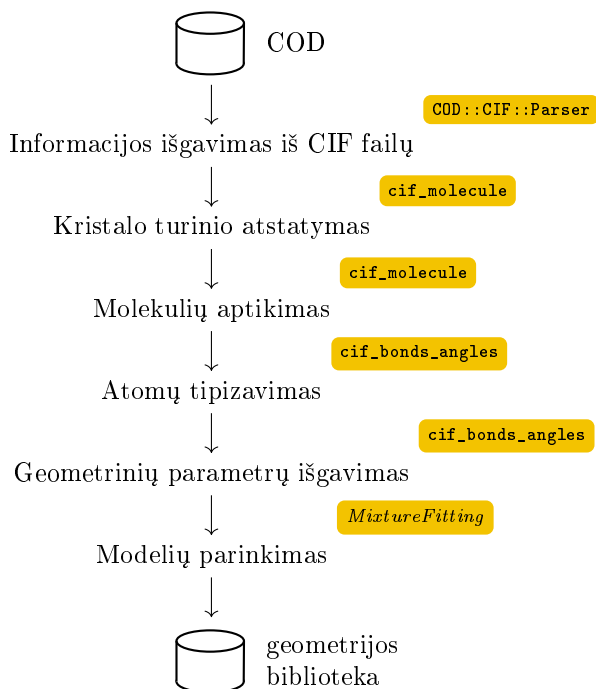 COD
COD::CIF::Parser
Informacijos išgavimas iš CIF failų
cif_molecule
Kristalo turinio atstatymas
cif_molecule
Molekulių aptikimas
cif_bonds_angles
Atomų tipizavimas
cif_bonds_angles
Geometrinių parametrų išgavimas
MixtureFitting
Modelių parinkimas
geometrijos
biblioteka